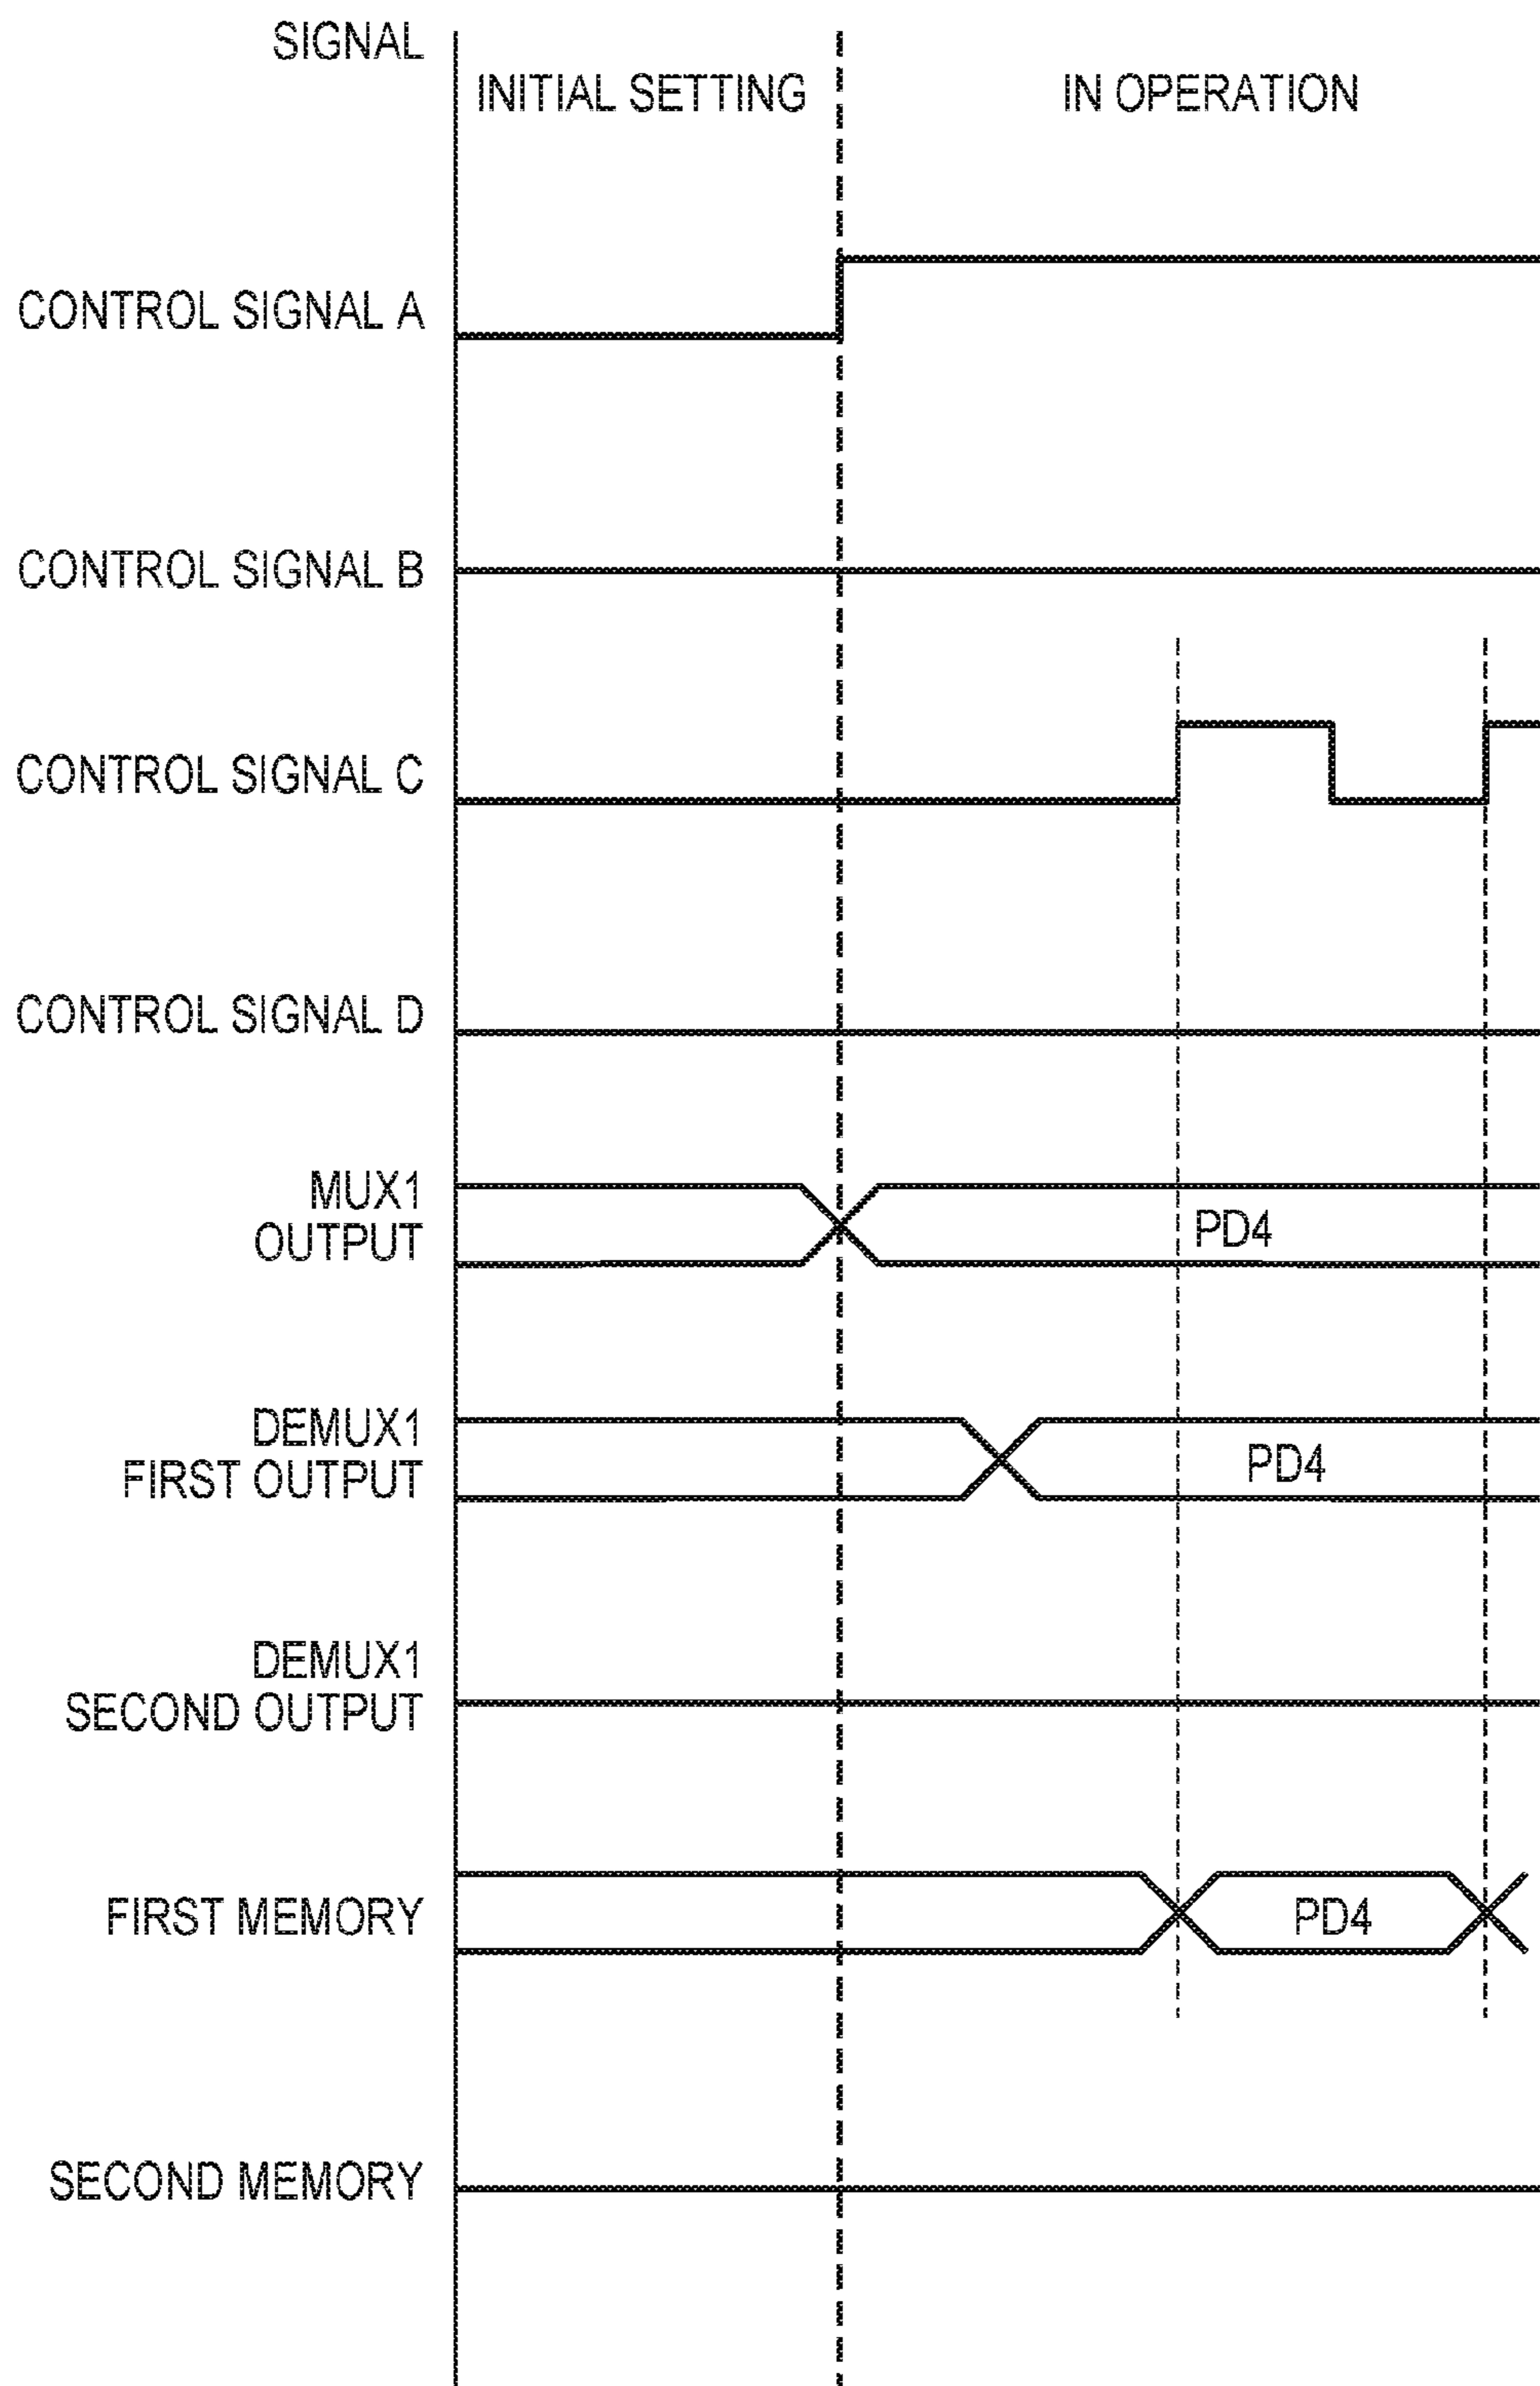 SIGNAL
INITIAL SETTING
IN OPERATION
CONTROL SIGNAL A
CONTROL SIGNAL B
CONTROL SIGNAL C
CONTROL SIGNAL D
MUX1
OUTPUT
PD4
DEMUX1
FIRST OUTPUT
PD4
DEMUX1
SECOND OUTPUT
FIRST MEMORY
PD4
SECOND MEMORY